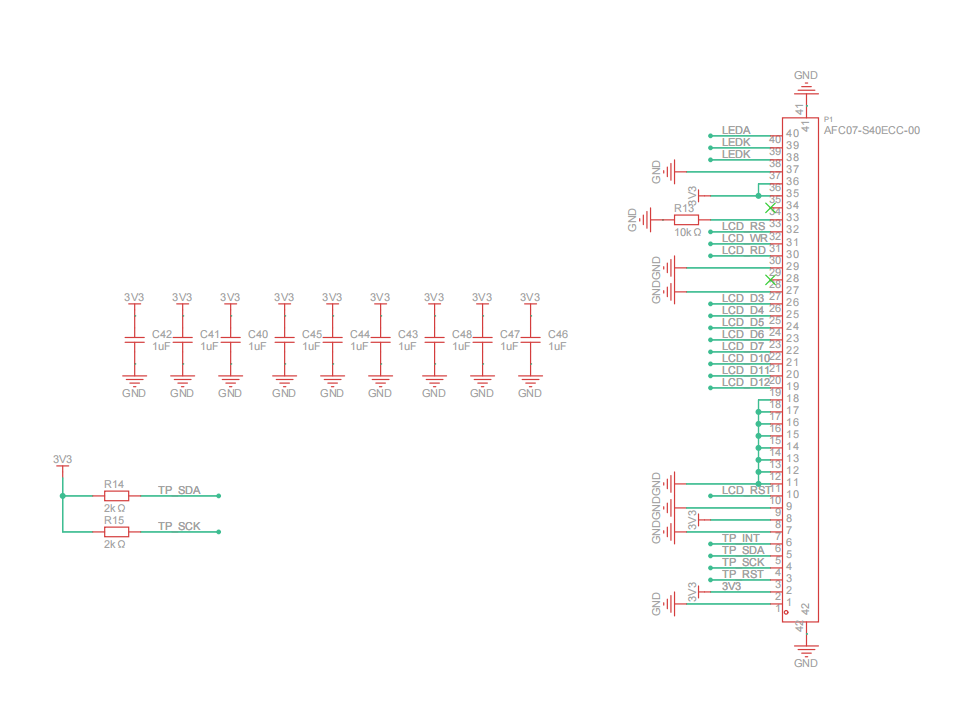 GND
41
41
P1
AFC07-S40ECC-00
LEDA 40 40
LEDK 39 39
LEDK 38 38
GND 37 37
36 36
3V3 35 35
34 34
GND R13 10kΩ 33 33
LCD_RS 32 32
LCD_WR 31 31
LCD_RD 30 30
GND 29 29
28 28
GND 27 27
LCD_D3 26 26
LCD_D4 25 25
LCD_D5 24 24
LCD_D6 23 23
LCD_D7 22 22
LCD_D10 21 21
LCD_D11 20 20
LCD_D12 19 19
18 18
17 17
16 16
15 15
14 14
13 13
12 12
GND 11 11
LCD_RST 10 10
GND 9 9
3V3 8 8
GND 7 7
TP_INT 6 6
TP_SDA 5 5
TP_SCK 4 4
TP_RST 3 3
3V3 3V3 2 2
GND 1 1
42
42
GND
3V3 3V3 3V3 3V3 3V3 3V3 3V3 3V3 3V3
C42 C41 C40 C45 C44 C43 C48 C47 C46
1uF 1uF 1uF 1uF 1uF 1uF 1uF 1uF 1uF
GND GND GND GND GND GND GND GND GND
3V3
R14 TP_SDA
2kΩ
R15 TP_SCK
2kΩ